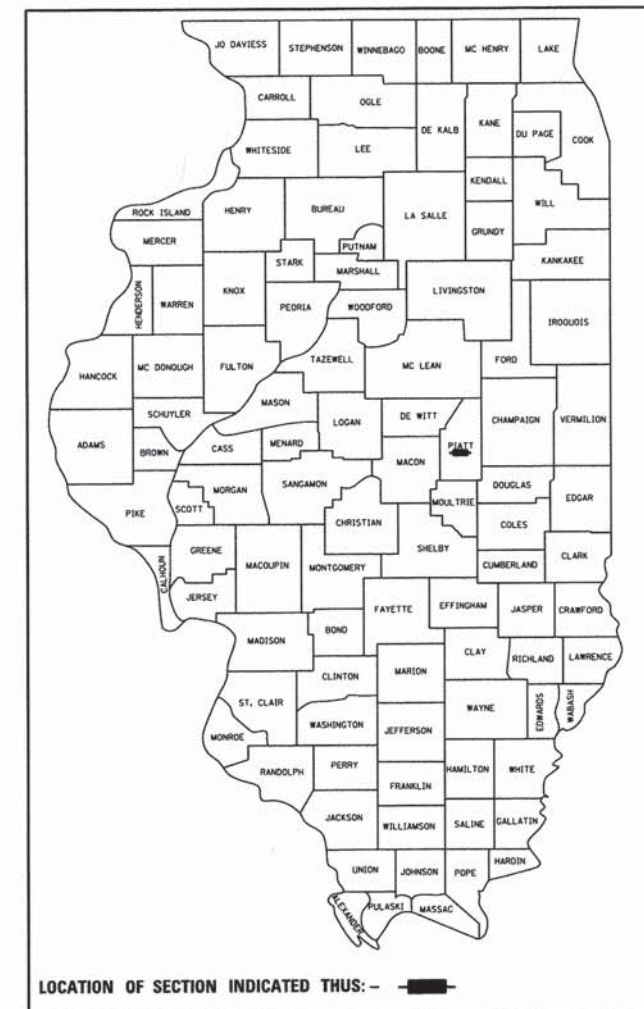 JO DAVIESS STEPHENSON WINNEBAGO BOONE MC HENRY LAKE
CARROLL OGLE DE KALB KANE DU PAGE COOK
WHITESIDE LEE
KENDALL
WILL
ROCK ISLAND HENRY BUREAU LA SALLE GRUNDY
MERCER PUTNAM
STARK MARSHALL KANKAKEE
HENDERSON WARREN KNOX PEORIA WOODFORD LIVINGSTON IROQUOIS
HANCOCK MC DONOUGH FULTON TAZEWELL MC LEAN FORD
MASON
SCHUYLER LOGAN DE WITT CHAMPAIGN VERMILION
ADAMS BROWN CASS MENARD MACON PIATT
PIKE SCOTT MORGAN SANGAMON CHRISTIAN MOULTRIE DOUGLAS EDGAR
COLES
GREENE MACOUPIN MONTGOMERY SHELBY CUMBERLAND CLARK
CALHOUN JERSEY
FAYETTE EFFINGHAM JASPER CRAWFORD
MADISON BOND
CLAY RICHLAND LAWRENCE
CLINTON MARION
ST. CLAIR WAYNE EDWARDS WABASH
WASHINGTON JEFFERSON
MONROE
RANDOLPH PERRY HAMILTON WHITE
FRANKLIN
JACKSON WILLIAMSON SALINE GALLATIN
UNION JOHNSON POPE HARDIN
ALEXANDER PULASKI MASSAC
LOCATION OF SECTION INDICATED THUS: -